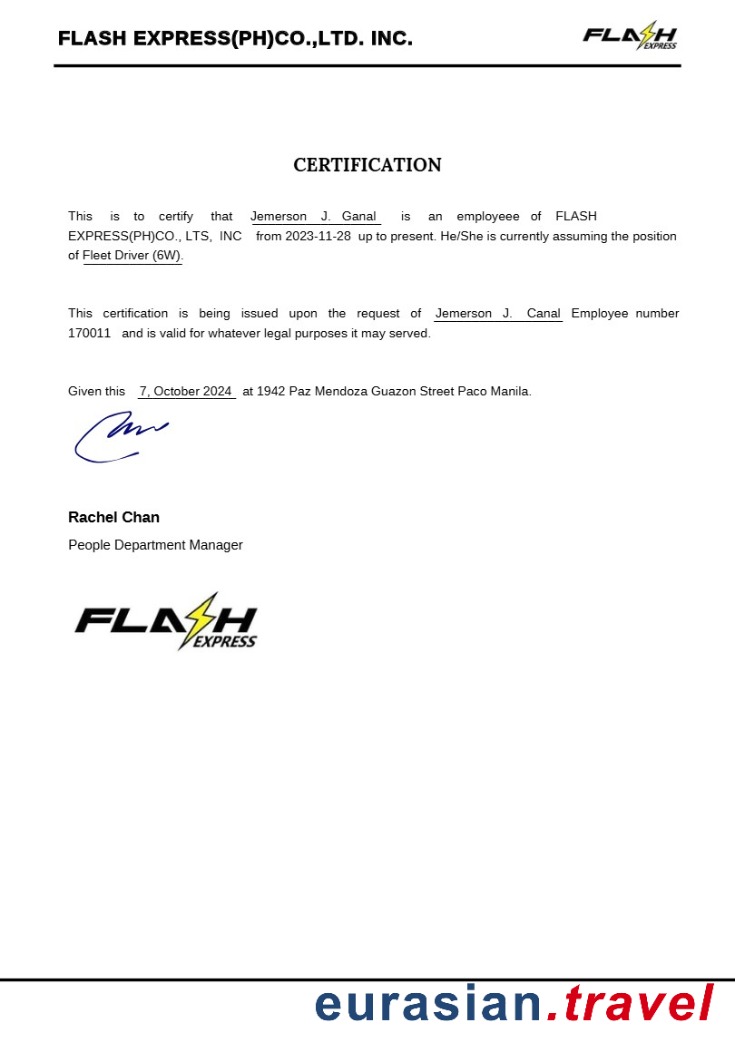 FLASH EXPRESS(PH)CO.,LTD. INC.
FLASH EXPRESS
CERTIFICATION
This is to certify that Jemerson J. Ganal is an employeee of FLASH
EXPRESS(PH)CO., LTS, INC from 2023-11-28 up to present. He/She is currently assuming the position
of Fleet Driver (6W).
This certification is being issued upon the request of Jemerson J. Canal Employee number
170011 and is valid for whatever legal purposes it may served.
Given this 7, October 2024 at 1942 Paz Mendoza Guazon Street Paco Manila.
Rachel Chan
People Department Manager
FLASH
EXPRESS
eurasian.travel